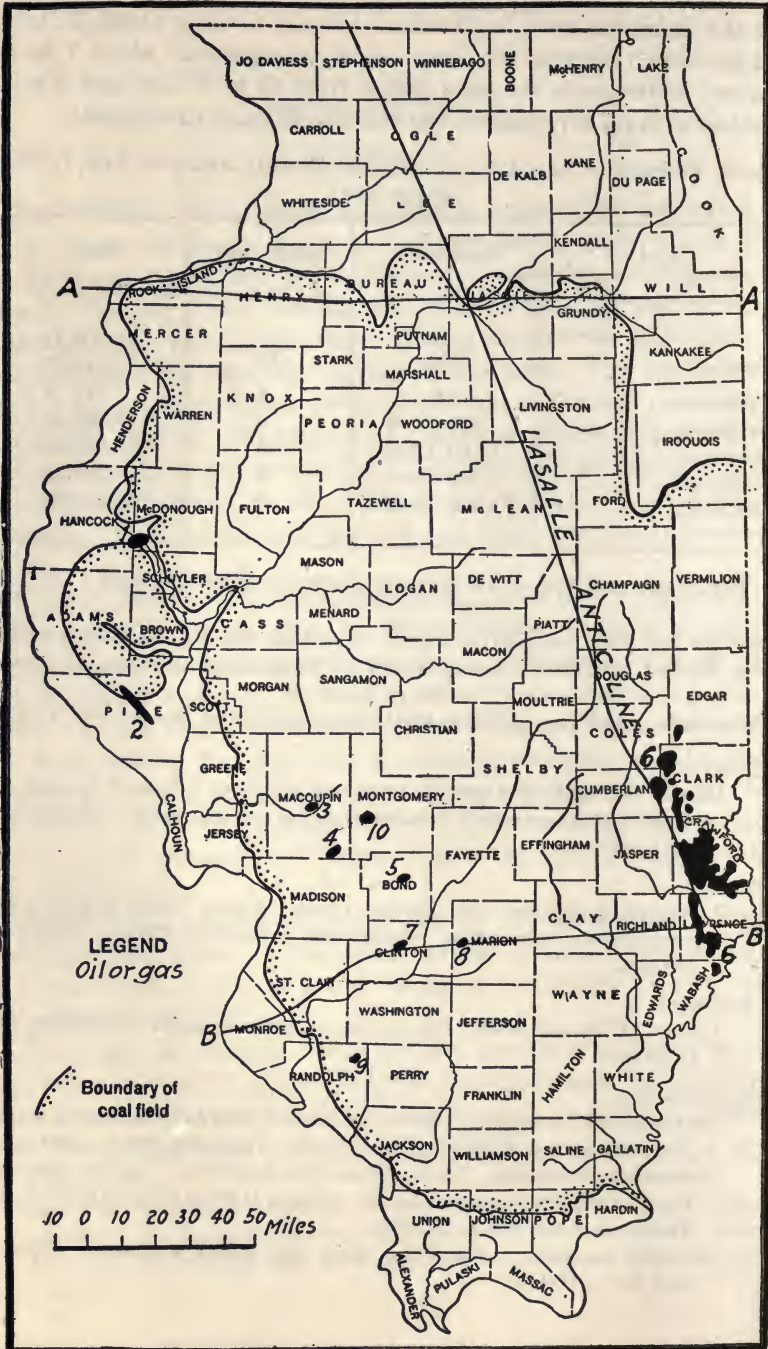 JO DAVIESS STEPHENSON WINNEBAGO BOONE McHENRY LAKE
CARROLL OGLE KANE
DE KALB DU PAGE COOK
WHITESIDE LEE
KENDALL
A ROCK ISLAND HENRY BUREAU WILL A
GRUNDY
MERCER PUTNAM
STARK KANKAKEE
MARSHALL
HENDERSON WARREN KNOX
PEORIA WOODFORD LIVINGSTON
IROQUOIS
LASALLE ANTICLINE
HANCOCK McDONOUGH FULTON TAZEWELL McLEAN FORD
1
MASON
SCHUYLER LOGAN DE WITT CHAMPAIGN VERMILION
ADAMS BROWN CASS MENARD PIATT
MACON
MORGAN SANGAMON DOUGLAS
PIKE SCOTT MOULTRIE EDGAR
2 CHRISTIAN COLES
GREENE SHELBY 6 CLARK
CALHOUN MACOUPIN MONTGOMERY CUMBERLAND
3 10
JERSEY CRAWFORD
4 FAYETTE EFFINGHAM JASPER
5
BOND
MADISON
LEGEND
Oil or gas
CLAY RICHLAND LAWRENCE B
7 8 MARION 6
CLINTON
ST. CLAIR WABASH
EDWARDS
WASHINGTON WAYNE
B MONROE JEFFERSON
9
RANDOLPH PERRY HAMILTON WHITE
Boundary of
coal field
FRANKLIN
JACKSON
WILLIAMSON SALINE GALLATIN
HARDIN
UNION JOHNSON POPE
10 0 10 20 30 40 50 Miles
ALEXANDER PULASKI MASSAC